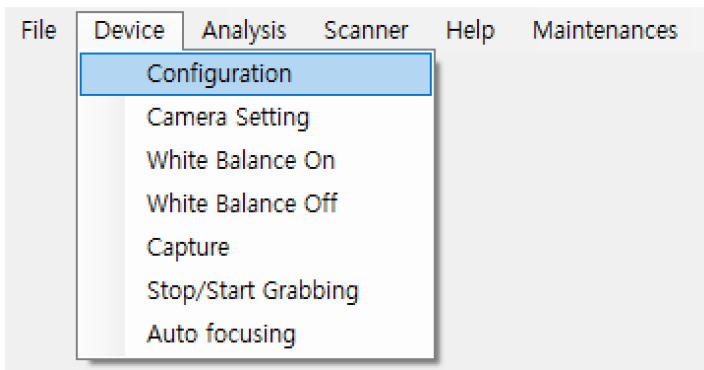 File Device Analysis Scanner Help Maintenances
Configuration
Camera Setting
White Balance On
White Balance Off
Capture
Stop/Start Grabbing
Auto focusing